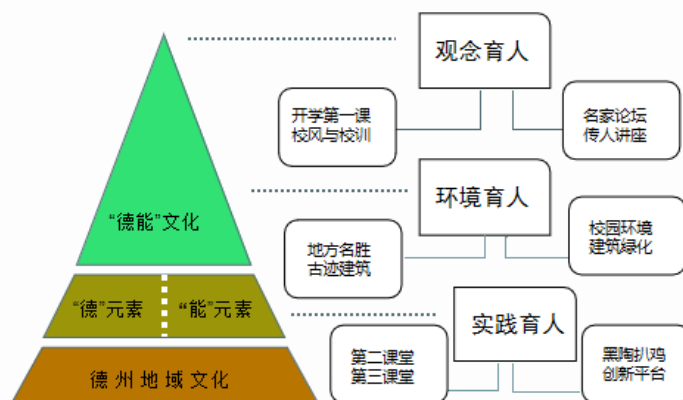 观念育人
开学第一课
校风与校训
名家论坛
传人讲座
环境育人
“德能”文化
地方名胜
古迹建筑
校园环境
建筑绿化
“德”元素
“能”元素
实践育人
第二课堂
第三课堂
黑陶扒鸡
创新平台
德州地域文化